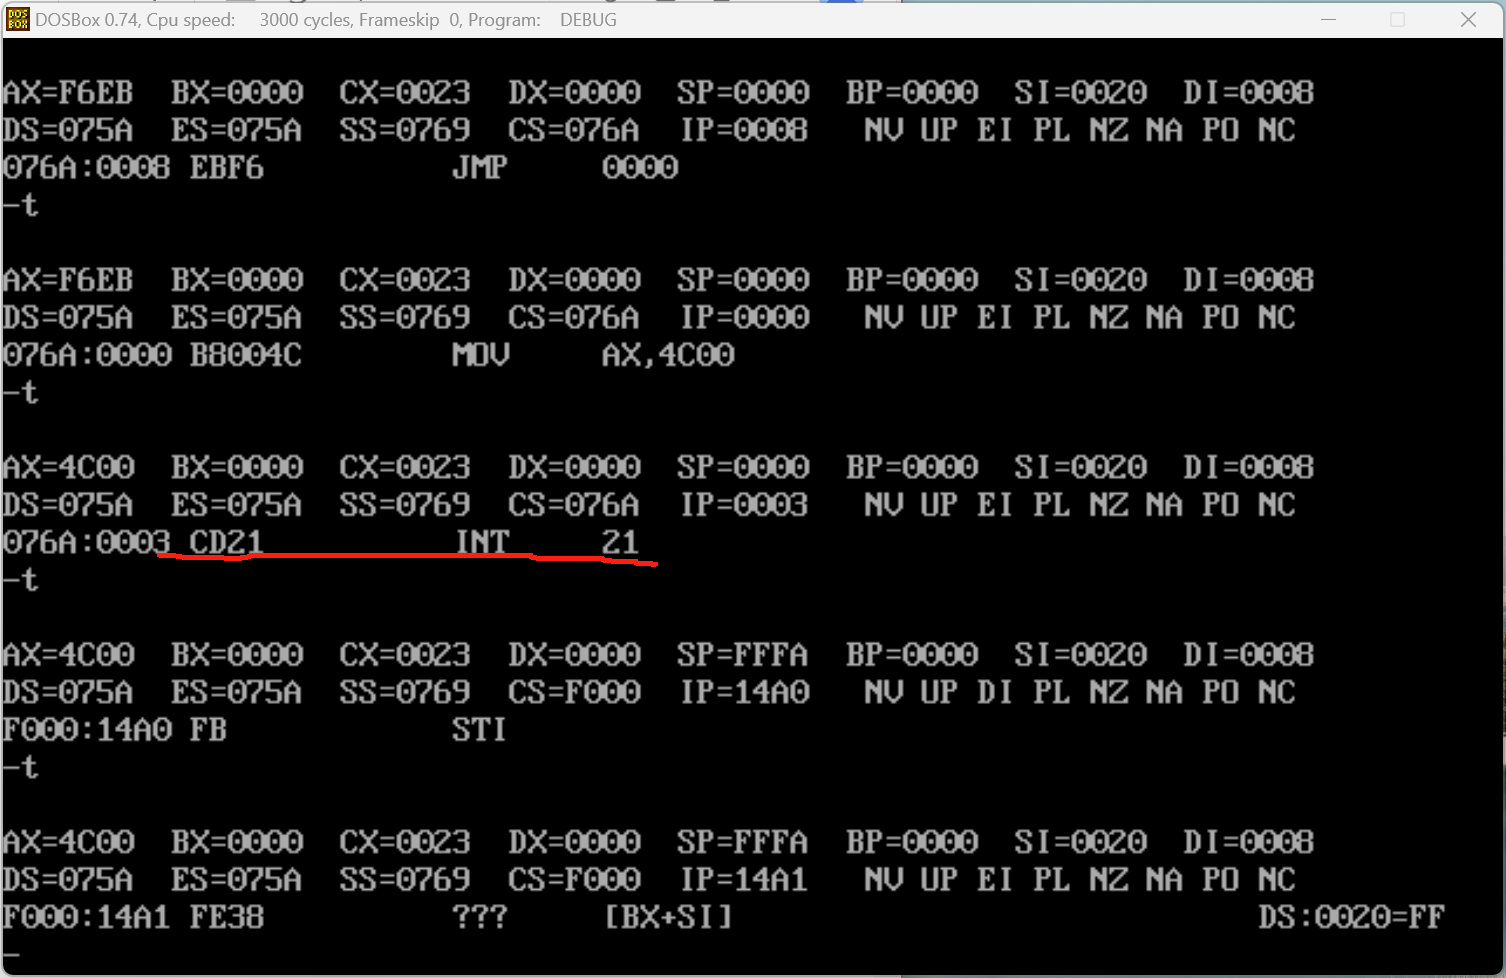 DOSBox 0.74, Cpu speed: 3000 cycles, Frameskip 0, Program: DEBUG
AX=F6EB BX=0000 CX=0023 DX=0000 SP=0000 BP=0000 SI=0020 DI=0008
DS=075A ES=075A SS=0769 CS=076A IP=0008 NV UP EI PL NZ NA PO NC
076A:0008 EBF6 JMP 0000
-t
AX=F6EB BX=0000 CX=0023 DX=0000 SP=0000 BP=0000 SI=0020 DI=0008
DS=075A ES=075A SS=0769 CS=076A IP=0000 NV UP EI PL NZ NA PO NC
076A:0000 B8004C MOV AX,4C00
-t
AX=4C00 BX=0000 CX=0023 DX=0000 SP=0000 BP=0000 SI=0020 DI=0008
DS=075A ES=075A SS=0769 CS=076A IP=0003 NV UP EI PL NZ NA PO NC
076A:0003 CD21 INT 21
-t
AX=4C00 BX=0000 CX=0023 DX=0000 SP=FFFA BP=0000 SI=0020 DI=0008
DS=075A ES=075A SS=0769 CS=F000 IP=14A0 NV UP DI PL NZ NA PO NC
F000:14A0 FB STI
-t
AX=4C00 BX=0000 CX=0023 DX=0000 SP=FFFA BP=0000 SI=0020 DI=0008
DS=075A ES=075A SS=0769 CS=F000 IP=14A1 NV UP EI PL NZ NA PO NC
F000:14A1 FE38 ??? [BX+SI] DS:0020=FF
-